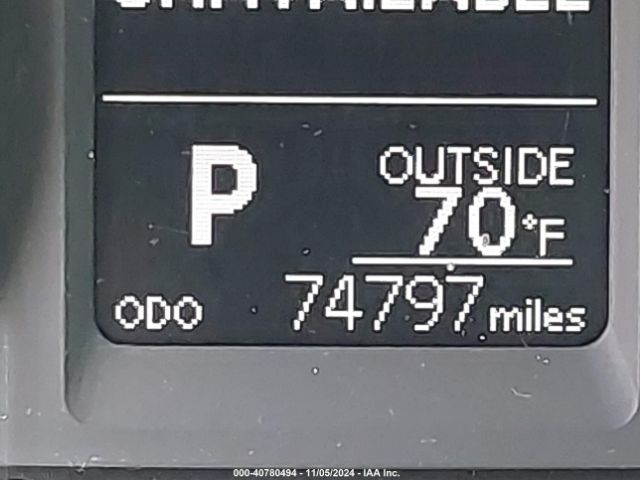 P
OUTSIDE
70°F
ODO 74797 miles
000-40780494 - 11/05/2024 - IAA Inc.